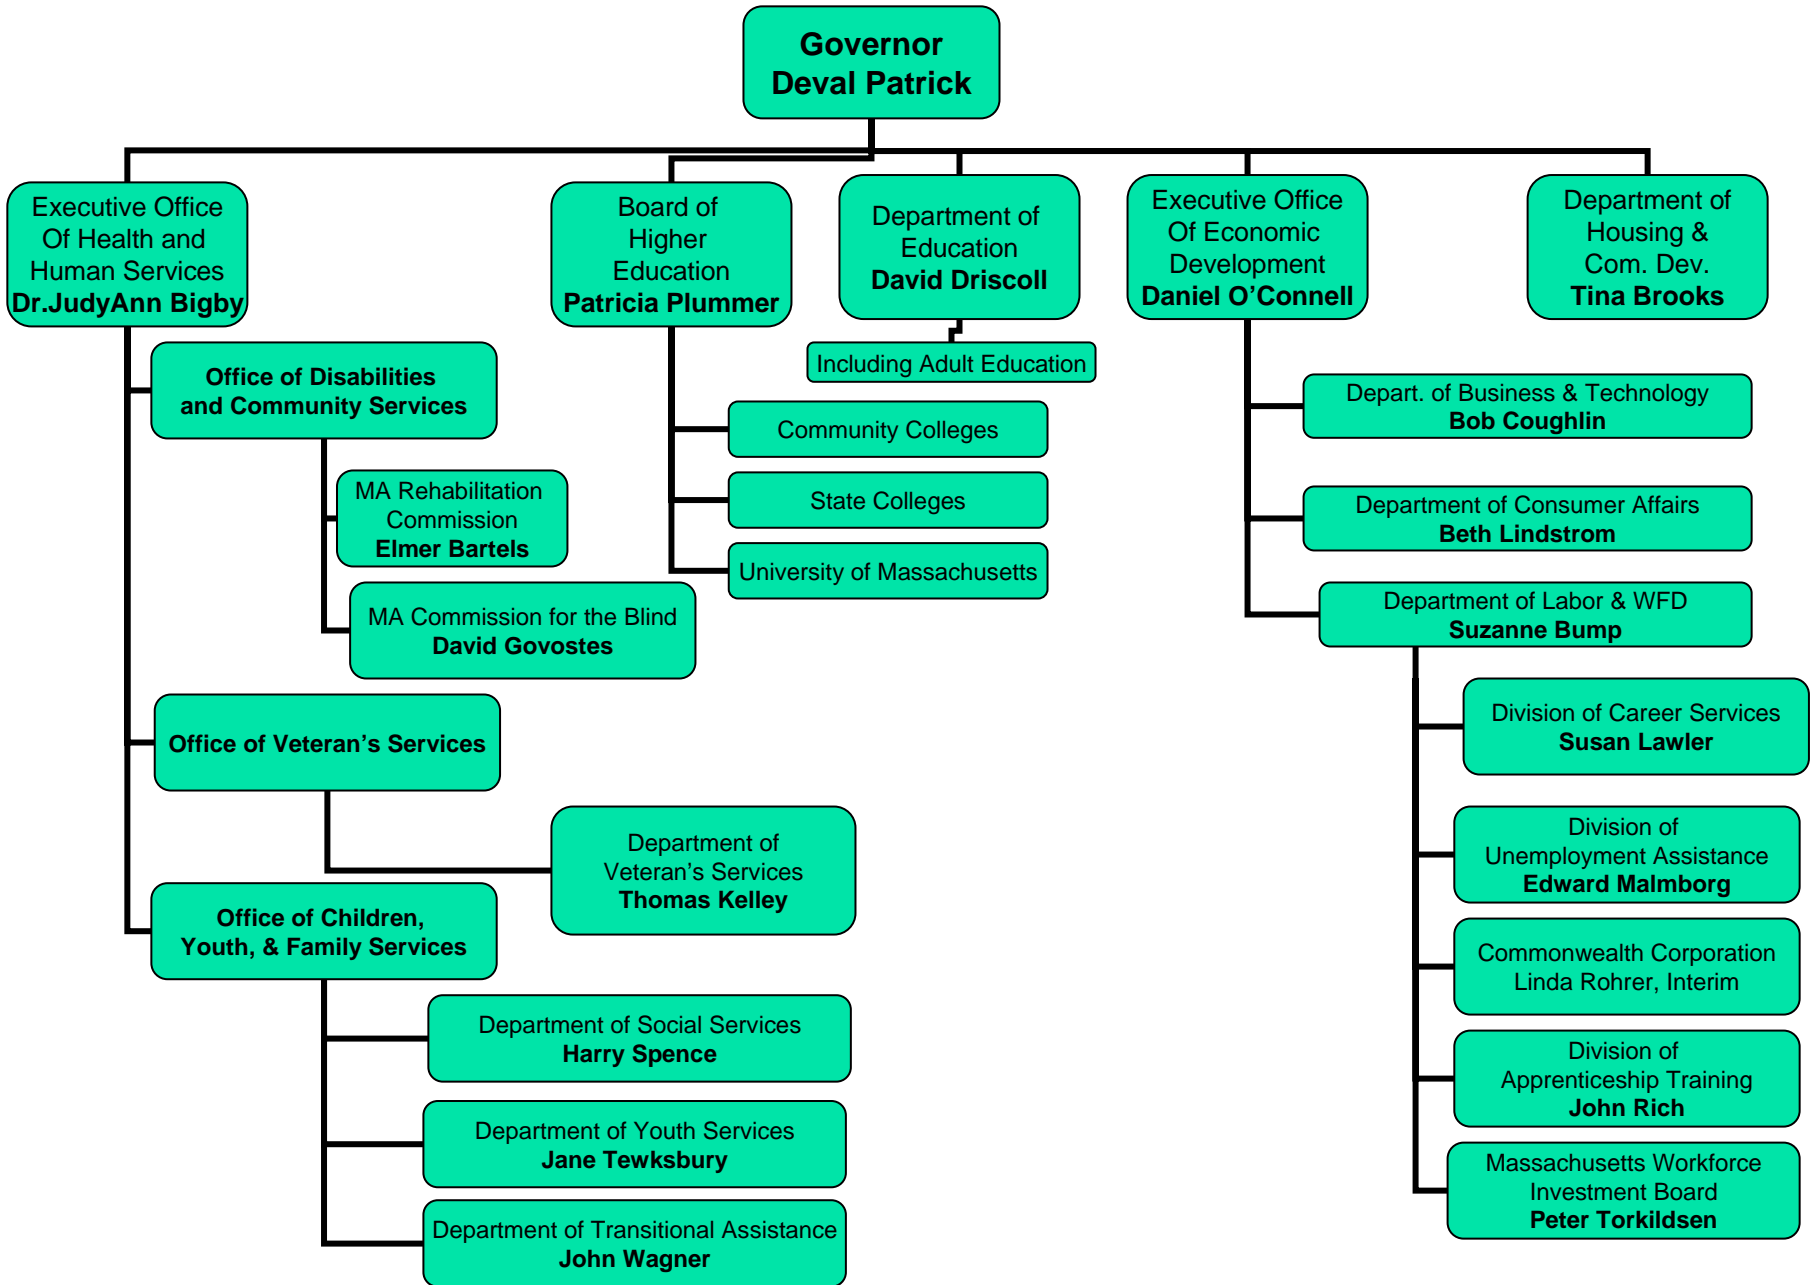 Governor
Deval Patrick
Executive Office
Of Health and
Human Services
Dr.JudyAnn Bigby
Board of
Higher
Education
Patricia Plummer
Department of
Education
David Driscoll
Executive Office
Of Economic
Development
Daniel O’Connell
Department of
Housing &
Com. Dev.
Tina Brooks
Office of Disabilities
and Community Services
MA Rehabilitation
Commission
Elmer Bartels
MA Commission for the Blind
David Govostes
Office of Veteran’s Services
Department of
Veteran’s Services
Thomas Kelley
Office of Children,
Youth, & Family Services
Department of Social Services
Harry Spence
Department of Youth Services
Jane Tewksbury
Department of Transitional Assistance
John Wagner
Community Colleges
State Colleges
University of Massachusetts
Including Adult Education
Depart. of Business & Technology
Bob Coughlin
Department of Consumer Affairs
Beth Lindstrom
Department of Labor & WFD
Suzanne Bump
Division of Career Services
Susan Lawler
Division of
Unemployment Assistance
Edward Malmborg
Commonwealth Corporation
Linda Rohrer, Interim
Division of
Apprenticeship Training
John Rich
Massachusetts Workforce
Investment Board
Peter Torkildsen